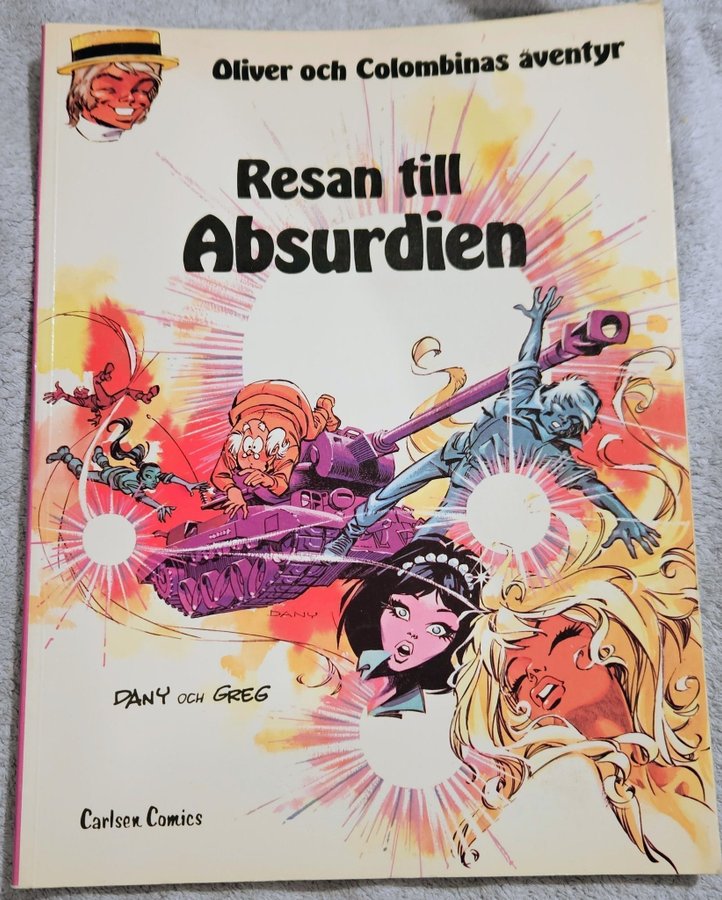 Oliver och Colombinas äventyr
Resan till
Absurdien
DANY
DANY och GREG
Carlsen Comics